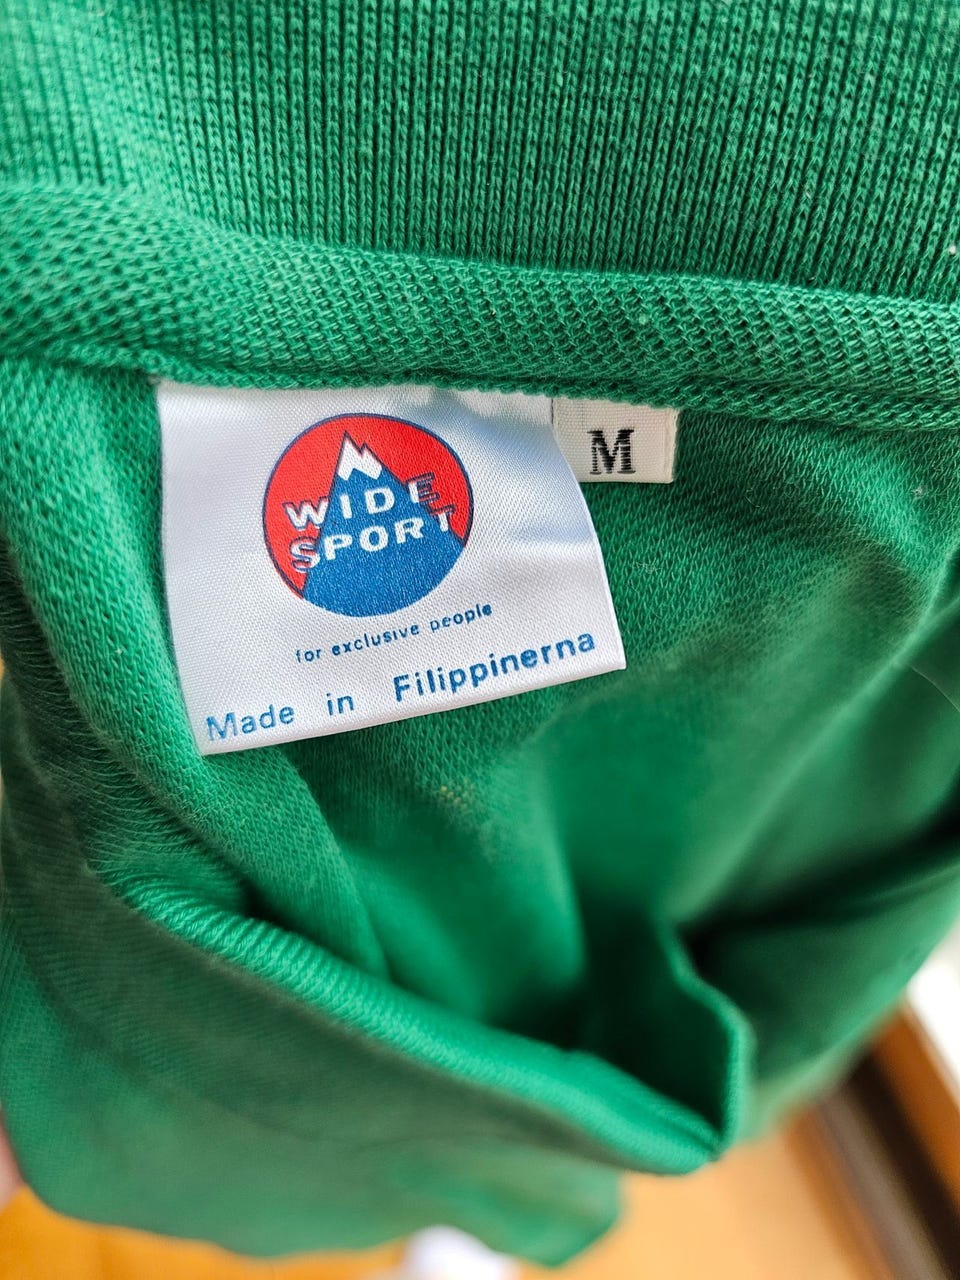 WIDE
SPORT
for exclusive people
Made in Filippinerna
M